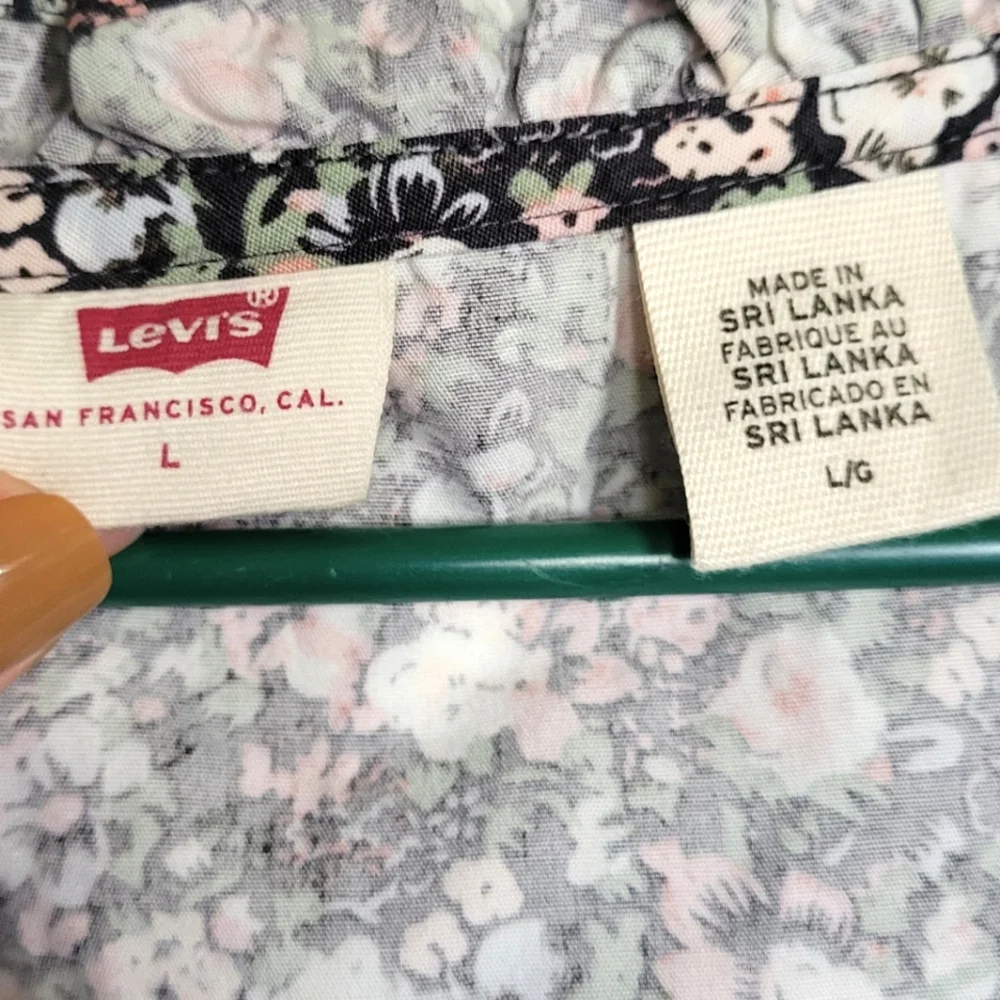 LEVI'S®
SAN FRANCISCO, CAL.
L
MADE IN
SRI LANKA
FABRIQUE AU
SRI LANKA
FABRICADO EN
SRI LANKA
L/G